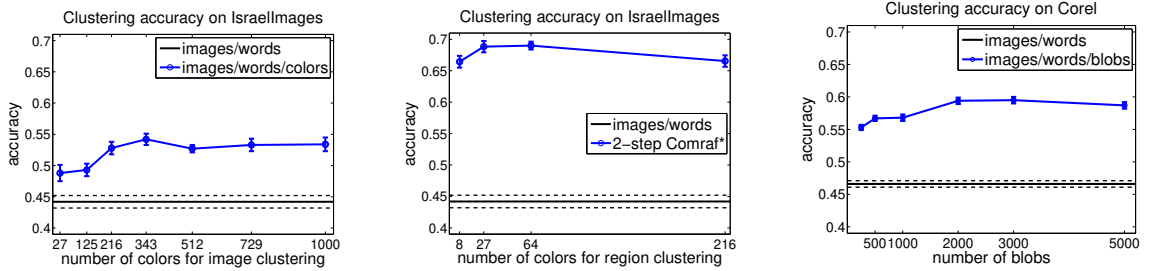 Clustering accuracy on IsraelImages
0.7
0.65
0.6
0.55
0.5
0.45
0.4
accuracy
images/words
images/words/colors
27 125 216 343 512 729 1000
number of colors for image clustering
Clustering accuracy on IsraelImages
0.7
0.65
0.6
0.55
0.5
0.45
0.4
accuracy
images/words
2-step Comraf*
8 27 64 216
number of colors for region clustering
Clustering accuracy on Corel
0.7
0.65
0.6
0.55
0.5
0.45
0.4
accuracy
images/words
images/words/blobs
500 1000 2000 3000 5000
number of blobs